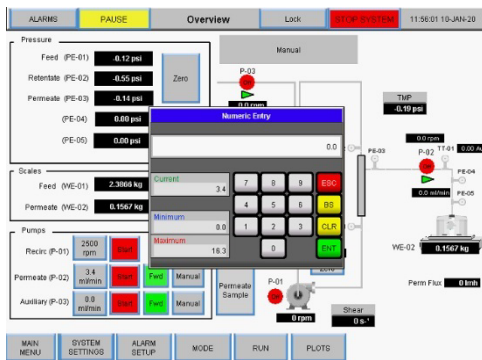 ALARMS
PAUSE
Overview
Lock
STOP SYSTEM
11:56:01 10-JAN-20
Pressure
Feed (PE-01) -0.12 psi
Retentate (PE-02) -0.55 psi
Permeate (PE-03) -0.14 psi
(PE-04) 0.00 psi
(PE-05) 0.00 psi
Zero
Manual
P-03
Off
0.0 rpm
TMP
-0.19 psi
Numeric Entry
0.0
Current
3.4
Minimum
0.0
Maximum
16.3
7 8 9 ESC
4 5 6 BS
1 2 3 CLR
0 ENT
PE-03
0.0 rpm
P-02
TT-01
Off
PE-04
0.0 ml/min
PE-05
WE-02
0.1567 kg
Perm Flux 0 lmh
Scales
Feed (WE-01) 2.3866 kg
Permeate (WE-02) 0.1567 kg
Pumps
Recirc (P-01) 2500 rpm Start
Permeate (P-02) 3.4 ml/min Start Fwd Manual
Auxiliary (P-03) 0.0 ml/min Start Fwd Manual
Permeate
Sample
Zero
P-01
Off
0 rpm
Shear
0 s-¹
MAIN MENU
SYSTEM SETTINGS
ALARM SETUP
MODE
RUN
PLOTS